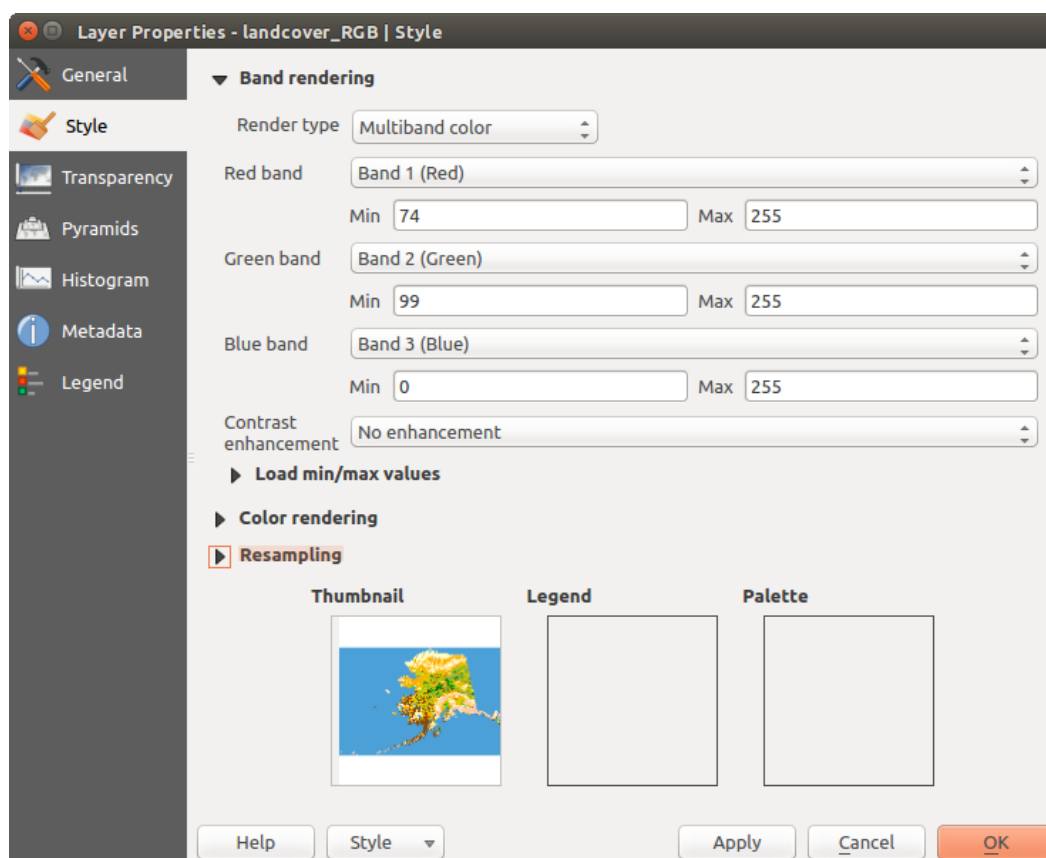 Layer Properties - landcover_RGB | Style
General
Style
Transparency
Pyramids
Histogram
Metadata
Legend
Band rendering
Render type Multiband color
Red band Band 1 (Red)
Min 74 Max 255
Green band Band 2 (Green)
Min 99 Max 255
Blue band Band 3 (Blue)
Min 0 Max 255
Contrast
enhancement No enhancement
Load min/max values
Color rendering
Resampling
Thumbnail Legend Palette
Help Style Apply Cancel OK